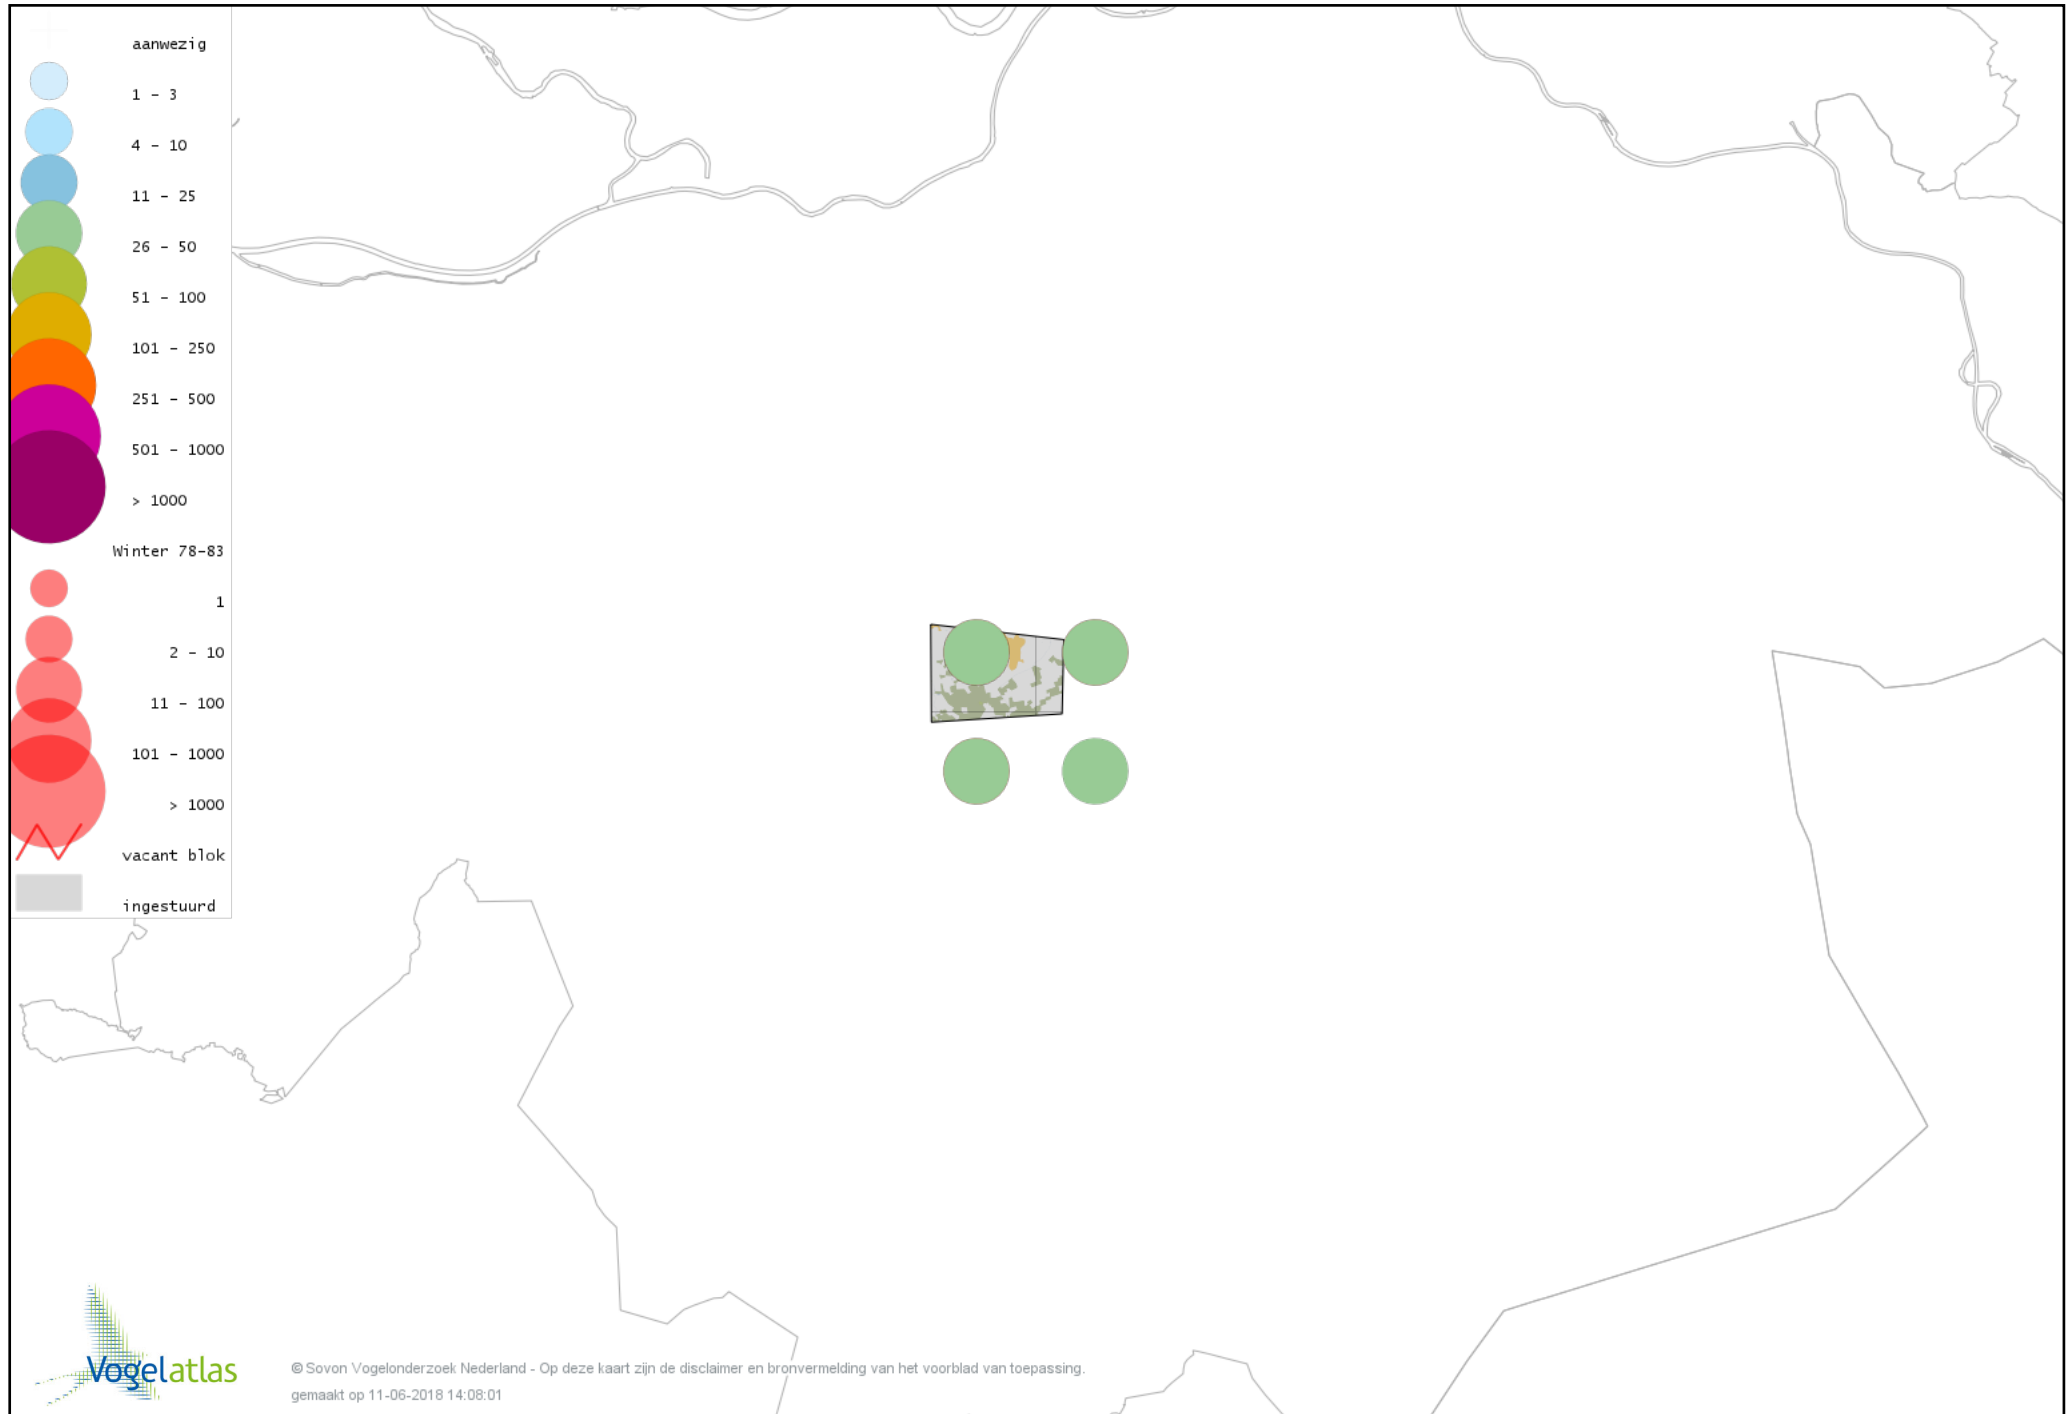 aanwezig
1 - 3
4 - 10
11 - 25
26 - 50
51 - 100
101 - 250
251 - 500
501 - 1000
> 1000
Winter 78-83
1
2 - 10
11 - 100
101 - 1000
> 1000
vacant blok
ingestuurd
Vogelatlas
© Sovon Vogelonderzoek Nederland - Op deze kaart zijn de disclaimer en bronvermelding van het voorblad van toepassing.
gemaakt op 11-06-2018 14:08:01